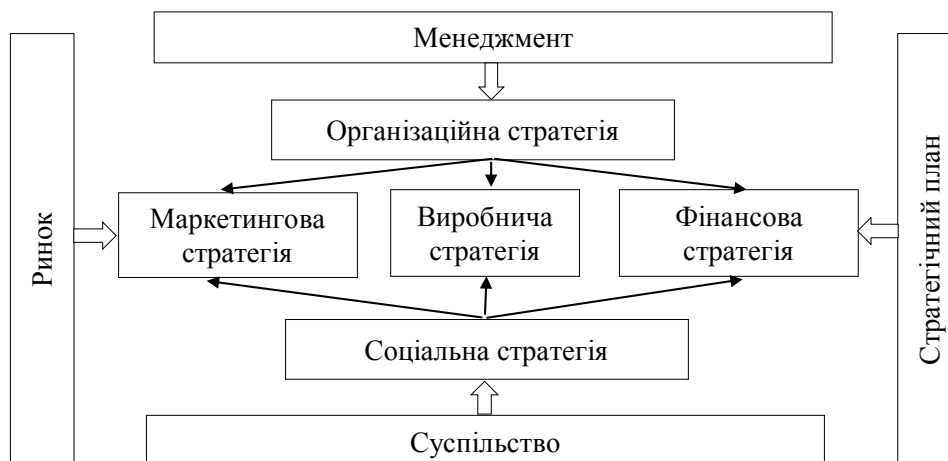 Менеджмент
Організаційна стратегія
Ринок
Маркетингова
стратегія
Виробнича
стратегія
Фінансова
стратегія
Стратегічний план
Соціальна стратегія
Суспільство